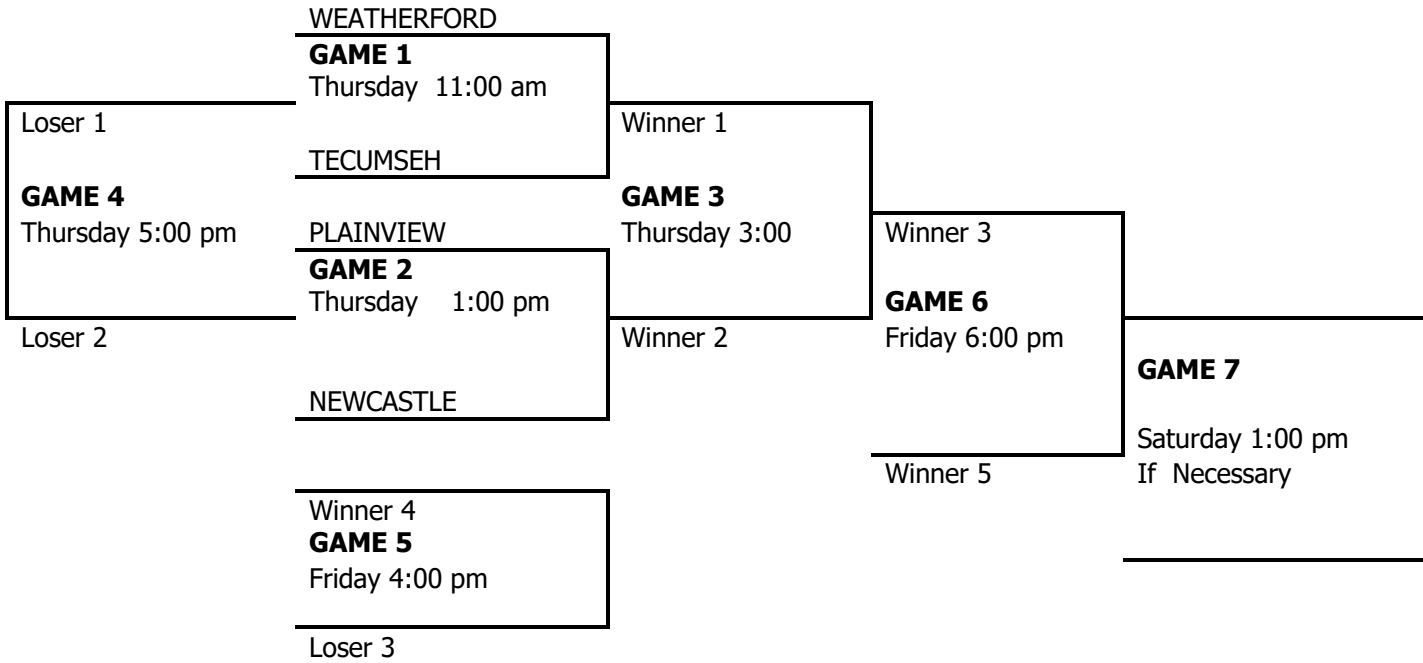 WEATHERFORD
GAME 1
Thursday 11:00 am
Loser 1
Winner 1
TECUMSEH
GAME 4
GAME 3
Thursday 5:00 pm
PLAINVIEW
Thursday 3:00
Winner 3
GAME 2
Thursday 1:00 pm
GAME 6
Loser 2
Winner 2
Friday 6:00 pm
GAME 7
NEWCASTLE
Saturday 1:00 pm
Winner 5
If Necessary
Winner 4
GAME 5
Friday 4:00 pm
Loser 3